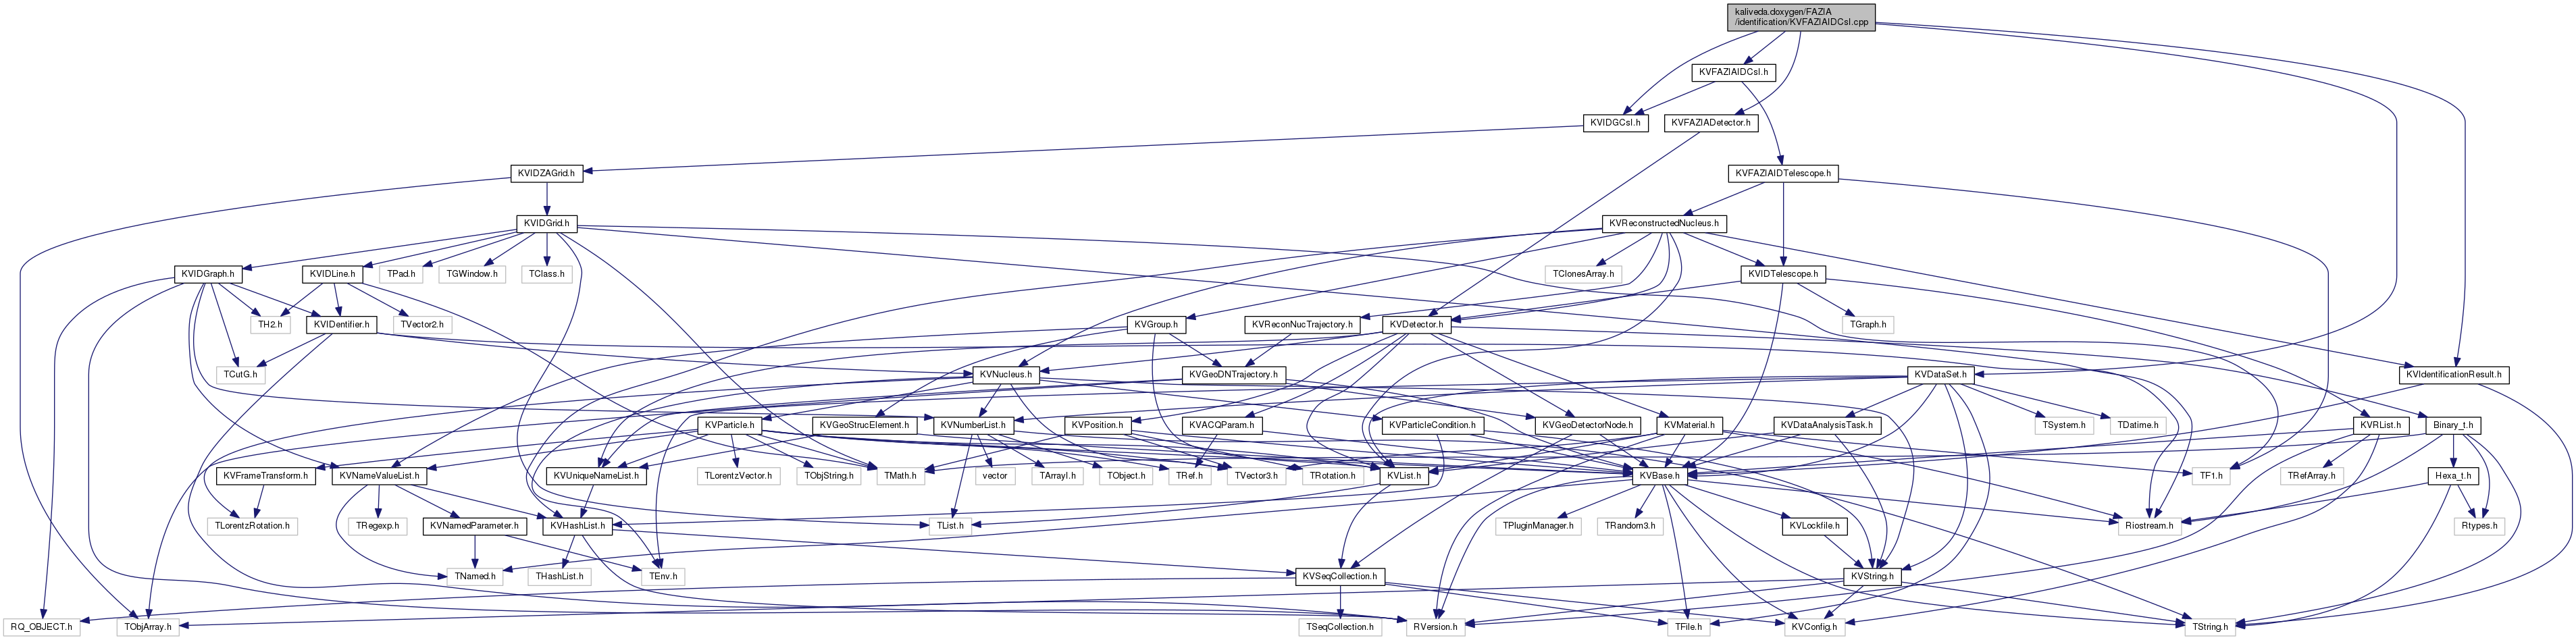 kaliveda.doxygen/FAZIA
/identification/KVFAZIAIDCsI.cpp
KVFAZIAIDCsI.h
KVIDGCsI.h
KVFAZIADetector.h
KVIDZAGrid.h
KVFAZIAIDTelescope.h
KVIDGrid.h
KVReconstructedNucleus.h
KVIDGraph.h
KVIDLine.h
TPad.h
TGWindow.h
TClass.h
TClonesArray.h
KVIDTelescope.h
TH2.h
KVIDentifier.h
TVector2.h
KVGroup.h
KVReconNucTrajectory.h
KVDetector.h
TGraph.h
TCutG.h
KVNucleus.h
KVGeoDNTrajectory.h
KVDataSet.h
KVIdentificationResult.h
KVParticle.h
KVGeoStrucElement.h
KVNumberList.h
KVPosition.h
KVACQParam.h
KVParticleCondition.h
KVGeoDetectorNode.h
KVMaterial.h
KVDataAnalysisTask.h
TSystem.h
TDatime.h
KVRList.h
Binary_t.h
KVFrameTransform.h
KVNameValueList.h
KVUniqueNameList.h
TLorentzVector.h
TObjString.h
TMath.h
vector
TArrayI.h
TObject.h
TRef.h
TVector3.h
TRotation.h
KVList.h
KVBase.h
TF1.h
TRefArray.h
Hexa_t.h
TLorentzRotation.h
TRegexp.h
KVNamedParameter.h
KVHashList.h
TList.h
TPluginManager.h
TRandom3.h
KVLockfile.h
Riostream.h
Rtypes.h
TNamed.h
THashList.h
TEnv.h
KVSeqCollection.h
KVString.h
RQ_OBJECT.h
TObjArray.h
TSeqCollection.h
RVersion.h
TFile.h
KVConfig.h
TString.h